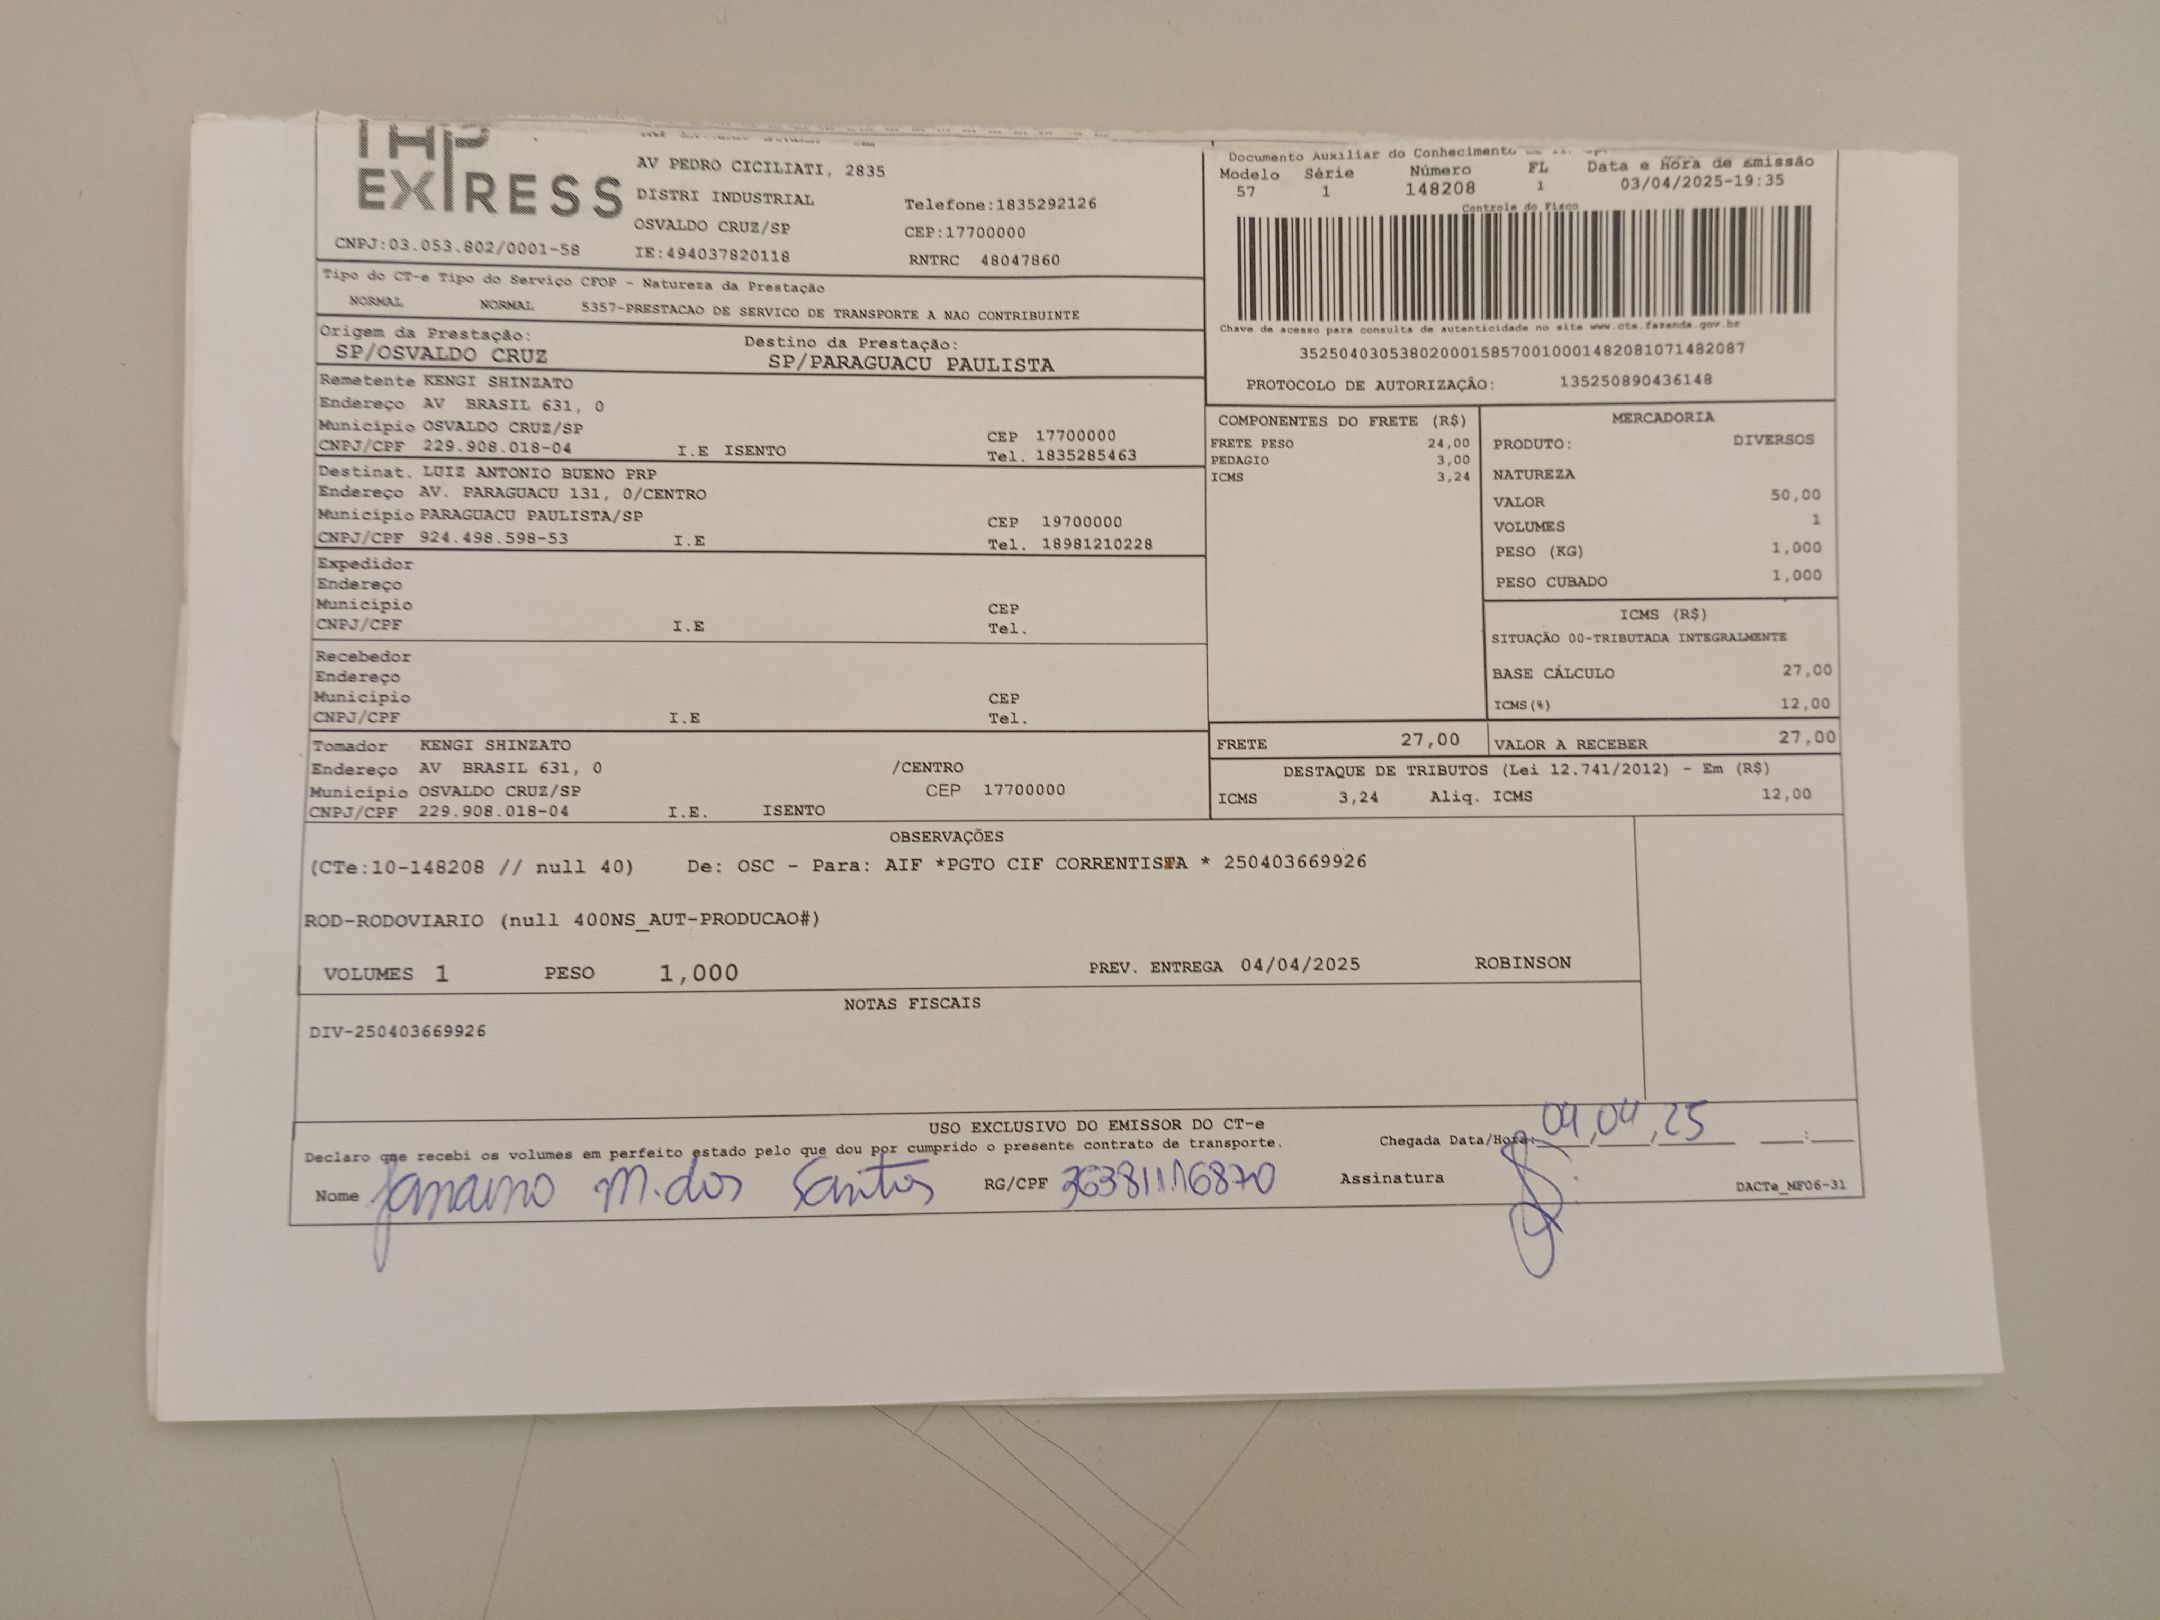 EXPRESS
AV PEDRO CICILIATI, 2835
DISTRI INDUSTRIAL
Telefone:1835292126
OSVALDO CRUZ/SP
CEP:17700000
CNPJ:03.053.802/0001-58
IE:494037820118
RNTRC 48047860
Documento Auxiliar do Conhecimento
Modelo Série Número FL Data e Hora de Emissão
57 1 148208 1 03/04/2025-19:35
Controle do Fisco
Chave de acesso para consulta de autenticidade no site www.cte.fazenda.gov.br
35250403053802000158570010001482081071482087
PROTOCOLO DE AUTORIZAÇÃO: 135250890436148
Tipo do CT-e Tipo do Serviço CFOP - Natureza da Prestação
NORMAL NORMAL 5357-PRESTACAO DE SERVICO DE TRANSPORTE A NAO CONTRIBUINTE
Origem da Prestação: Destino da Prestação:
SP/OSVALDO CRUZ SP/PARAGUACU PAULISTA
Remetente KENGI SHINZATO
Endereço AV BRASIL 631, 0
Município OSVALDO CRUZ/SP CEP 17700000
CNPJ/CPF 229.908.018-04 I.E ISENTO Tel. 1835285463
Destinat. LUIZ ANTONIO BUENO PRP
Endereço AV. PARAGUACU 131, 0/CENTRO
Município PARAGUACU PAULISTA/SP CEP 19700000
CNPJ/CPF 924.498.598-53 I.E Tel. 18981210228
Expedidor
Endereço
Município CEP
CNPJ/CPF I.E Tel.
Recebedor
Endereço
Município CEP
CNPJ/CPF I.E Tel.
Tomador KENGI SHINZATO
Endereço AV BRASIL 631, 0 /CENTRO
Município OSVALDO CRUZ/SP CEP 17700000
CNPJ/CPF 229.908.018-04 I.E. ISENTO
COMPONENTES DO FRETE (R$)
FRETE PESO 24,00
PEDAGIO 3,00
ICMS 3,24
MERCADORIA
PRODUTO: DIVERSOS
NATUREZA
VALOR 50,00
VOLUMES 1
PESO (KG) 1,000
PESO CUBADO 1,000
ICMS (R$)
SITUAÇÃO 00-TRIBUTADA INTEGRALMENTE
BASE CÁLCULO 27,00
ICMS(%) 12,00
FRETE 27,00 VALOR A RECEBER 27,00
DESTAQUE DE TRIBUTOS (Lei 12.741/2012) - Em (R$)
ICMS 3,24 Aliq. ICMS 12,00
OBSERVAÇÕES
(CTe:10-148208 // null 40) De: OSC - Para: AIF *PGTO CIF CORRENTISTA * 250403669926
ROD-RODOVIARIO (null 400NS_AUT-PRODUCAO#)
VOLUMES 1 PESO 1,000 PREV. ENTREGA 04/04/2025 ROBINSON
NOTAS FISCAIS
DIV-250403669926
USO EXCLUSIVO DO EMISSOR DO CT-e
Declaro que recebi os volumes em perfeito estado pelo que dou por cumprido o presente contrato de transporte.
Chegada Data/Hora: 04,04,25
Nome Janaina M. dos Santos RG/CPF 36381116870 Assinatura
DACTe_MF06-31